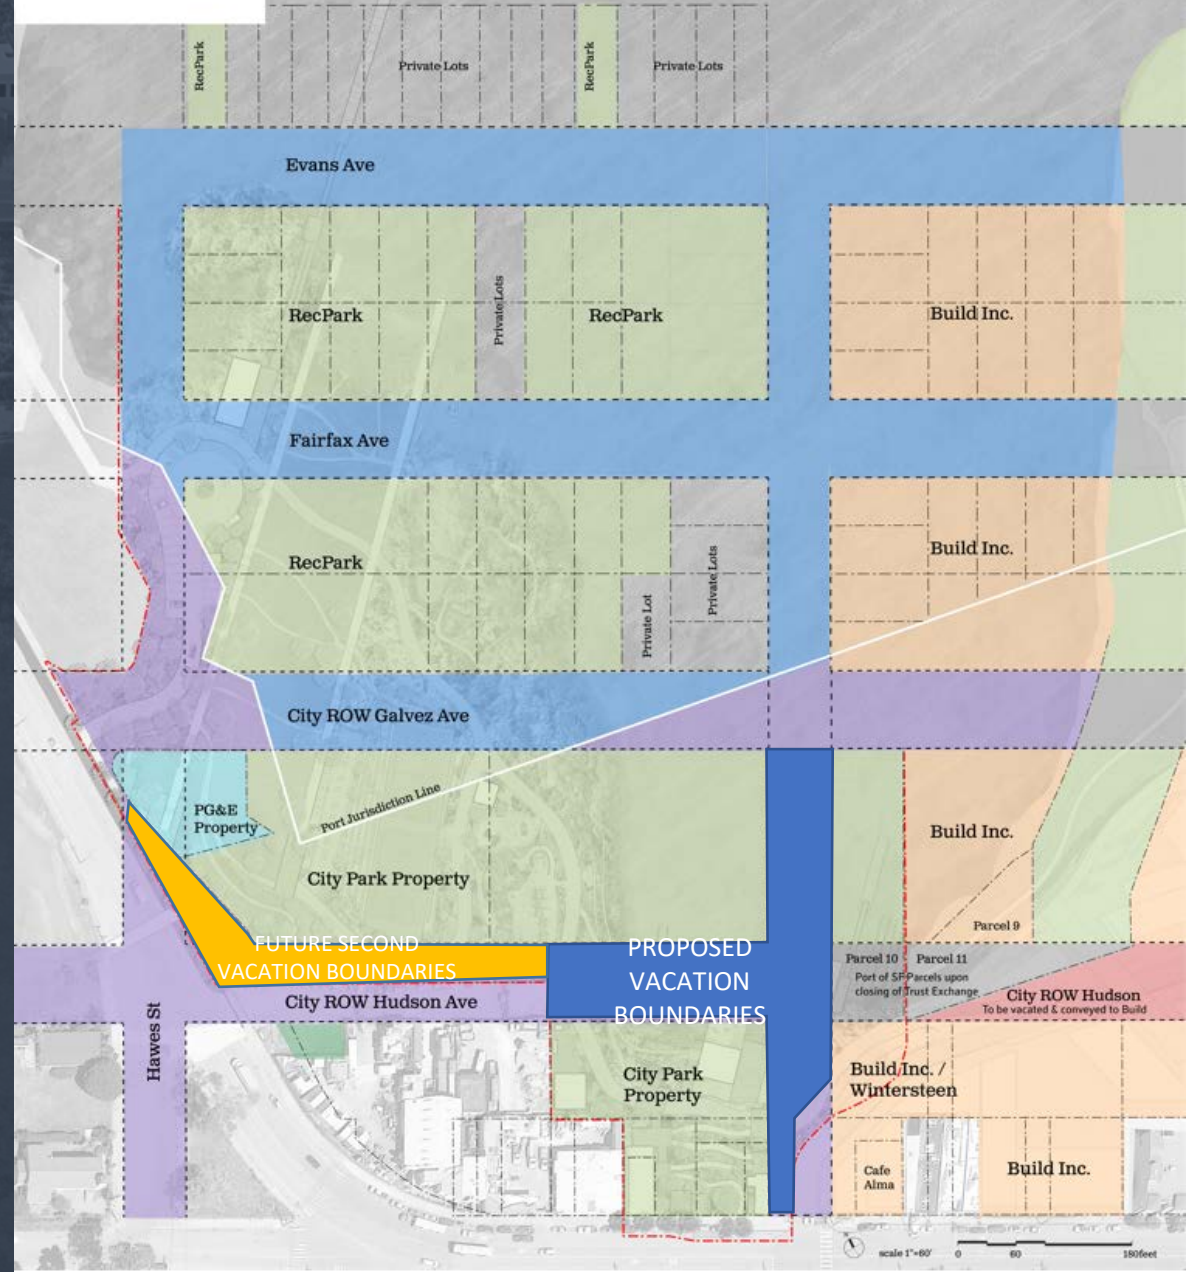 RecPark
Private Lots
RecPark
Private Lots
Evans Ave
RecPark
Private Lots
RecPark
Build Inc.
Fairfax Ave
RecPark
Private Lot
Private Lots
Build Inc.
City ROW Galvez Ave
PG&E
Property
Port Jurisdiction Line
City Park Property
Build Inc.
Parcel 9
FUTURE SECOND
VACATION BOUNDARIES
PROPOSED
VACATION
BOUNDARIES
Parcel 10
Parcel 11
Port of SF Parcels upon
closing of Trust Exchange
City ROW Hudson
To be vacated & conveyed to Build
City ROW Hudson Ave
Hawes St
City Park
Property
Build Inc. /
Wintersteen
Cafe
Alma
Build Inc.
scale 1"=60'
0 60 180feet